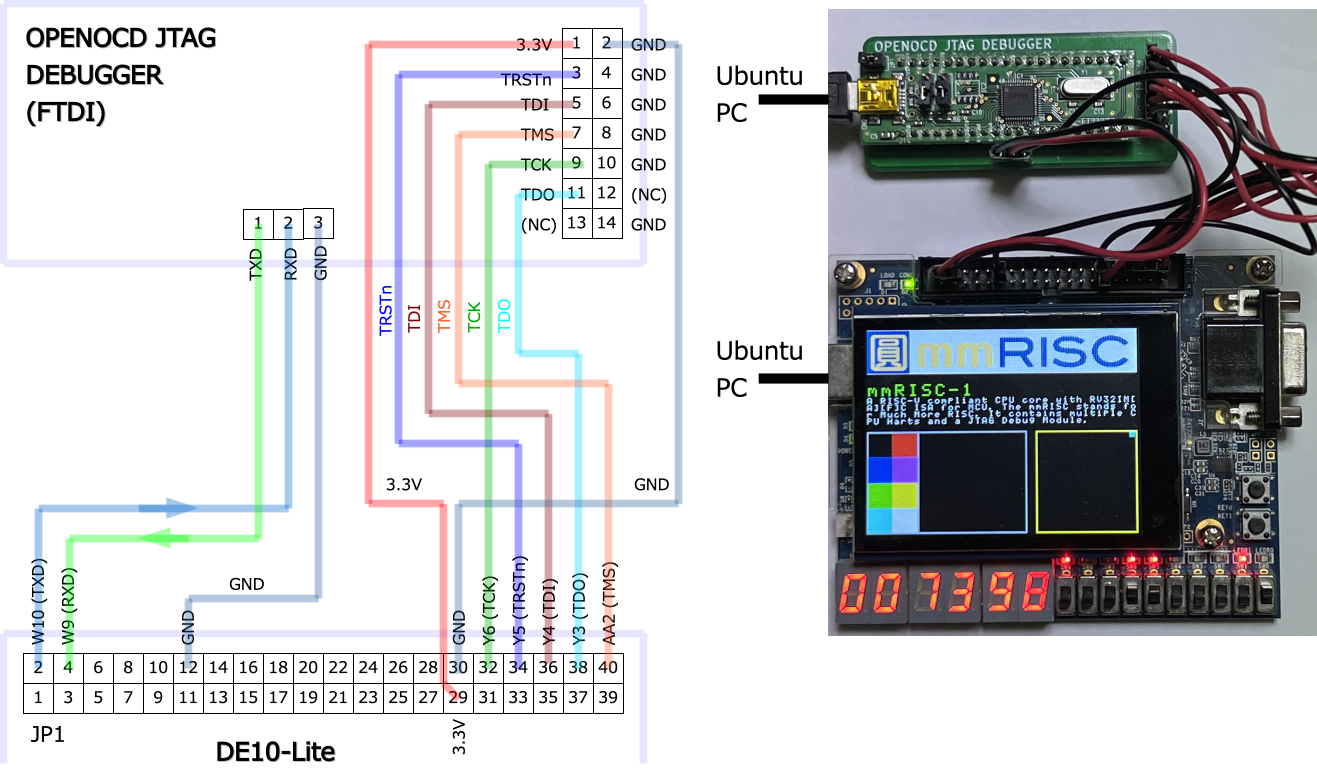 OPENOCD JTAG
DEBUGGER
(FTDI)
3.3V 1 2 GND
TRSTn 3 4 GND
TDI 5 6 GND
TMS 7 8 GND
TCK 9 10 GND
TDO 11 12 (NC)
(NC) 13 14 GND
1 2 3
TXD RXD GND
TRSTn TDI TMS TCK TDO
3.3V
GND
GND
W10 (TXD)
W9 (RXD)
GND
GND
Y6 (TCK)
Y5 (TRSTn)
Y4 (TDI)
Y3 (TDO)
AA2 (TMS)
2 4 6 8 10 12 14 16 18 20 22 24 26 28 30 32 34 36 38 40
1 3 5 7 9 11 13 15 17 19 21 23 25 27 29 31 33 35 37 39
JP1
3.3V
DE10-Lite
Ubuntu
PC
Ubuntu
PC
OPENOCD JTAG DEBUGGER
LOAD
J1
員 mmRISC
mmRISC-1
A RISC-V compliant CPU core with RV32IM[
A][F]C ISA for MCU. The mmRISC stands fo
r Much More RISC. It contains multiple C
PU Harts and a JTAG Debug Module.
KEY0
KEY1
007398